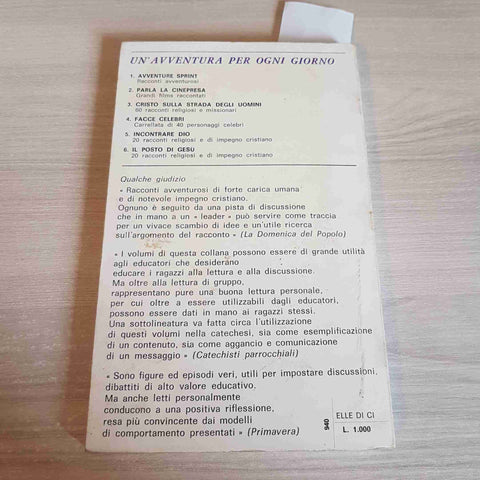 UN'AVVENTURA PER OGNI GIORNO
1. AVVENTURE SPRINT
Racconti avventurosi
2. PARLA LA CINEPRESA
Grandi films raccontati
3. CRISTO SULLA STRADA DEGLI UOMINI
60 racconti religiosi e missionari
4. FACCE CELEBRI
Carrellata di 40 personaggi celebri
5. INCONTRARE DIO
20 racconti religiosi e di impegno cristiano
6. IL POSTO DI GESU
20 racconti religiosi e di impegno cristiano
Qualche giudizio
« Racconti avventurosi di forte carica umana
e di notevole impegno cristiano.
Ognuno è seguito da una pista di discussione
che in mano a un « leader » può servire come traccia
per un vivace scambio di idee e un'utile ricerca
sull'argomento del racconto » (La Domenica del Popolo)
« I volumi di questa collana possono essere di grande utilità
agli educatori che desiderano
educare i ragazzi alla lettura e alla discussione.
Ma oltre alla lettura di gruppo,
rappresentano pure una buona lettura personale,
per cui oltre a essere utilizzabili dagli educatori,
possono essere dati in mano ai ragazzi stessi.
Una sottolineatura va fatta circa l'utilizzazione
di questi volumi nella catechesi, sia come esemplificazione
di un contenuto, sia come aggancio e comunicazione
di un messaggio » (Catechisti parrocchiali)
« Sono figure ed episodi veri, utili per impostare discussioni,
dibattiti di alto valore educativo.
Ma anche letti personalmente
conducono a una positiva riflessione,
resa più convincente dai modelli
di comportamento presentati » (Primavera)
940
ELLE DI CI
L. 1.000